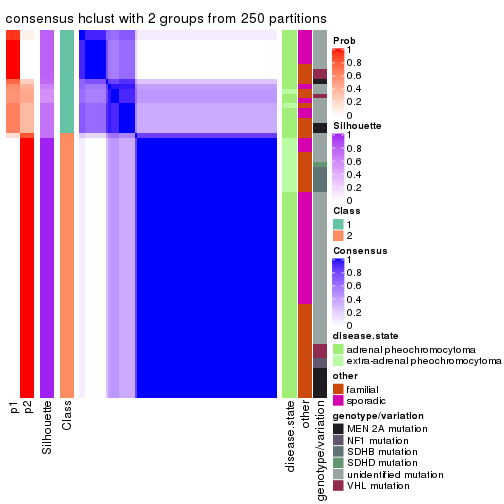 consensus hclust with 2 groups from 250 partitions
Prob
1
0.8
0.6
0.4
0.2
0
Silhouette
1
0.8
0.6
0.4
0.2
0
Class
1
2
Consensus
1
0.8
0.6
0.4
0.2
0
disease.state
adrenal pheochromocytoma
extra-adrenal pheochromocytoma
other
familial
sporadic
genotype/variation
MEN 2A mutation
NF1 mutation
SDHB mutation
SDHD mutation
unidentified mutation
VHL mutation
p1
p2
Silhouette
Class
disease.state
other
genotype/variation